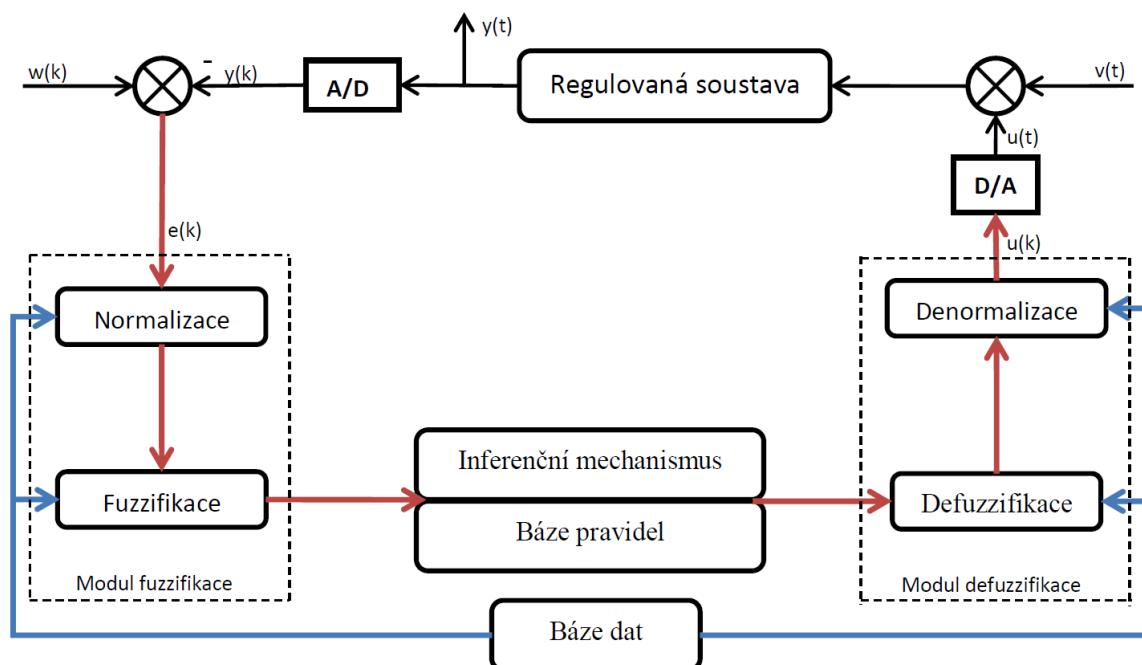 y(t)
w(k)
-
y(k)
A/D
Regulovaná soustava
v(t)
u(t)
D/A
e(k)
u(k)
Normalizace
Denormalizace
Inferenční mechanismus
Fuzzifikace
Defuzzifikace
Báze pravidel
Modul fuzzifikace
Modul defuzzifikace
Báze dat